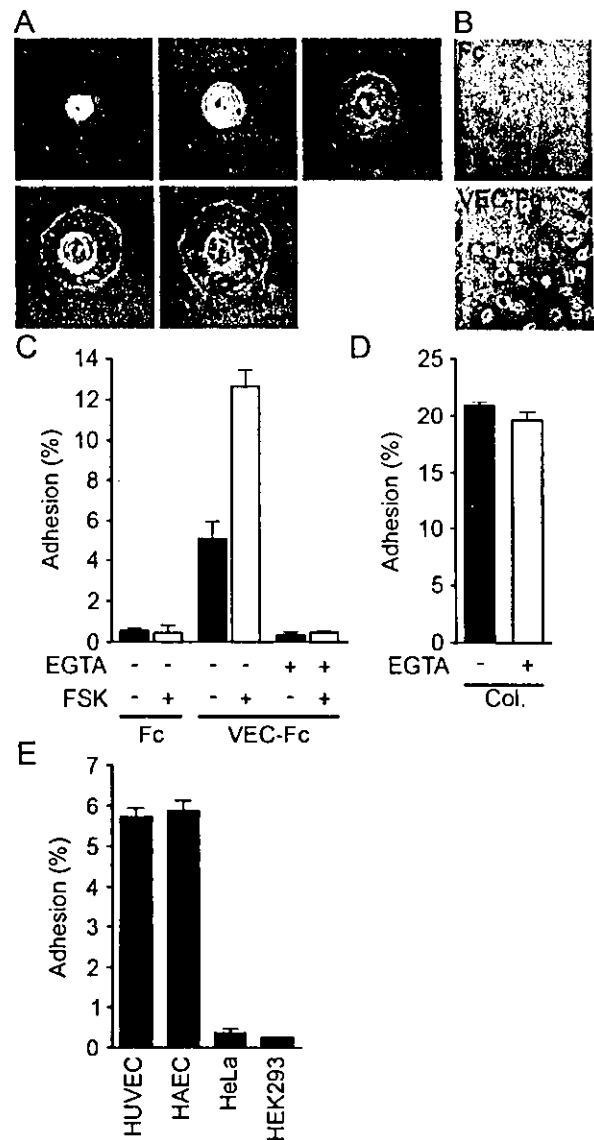 A
B
Fc
VEC-Fc
C
14
12
10
8
6
4
2
0
Adhesion (%)
EGTA - - - - + +
FSK - + - + - +
Fc VEC-Fc
D
25
20
15
10
5
0
Adhesion (%)
EGTA - +
Col.
E
7
6
5
4
3
2
1
0
Adhesion (%)
HUVEC
HAEC
HeLa
HEK293